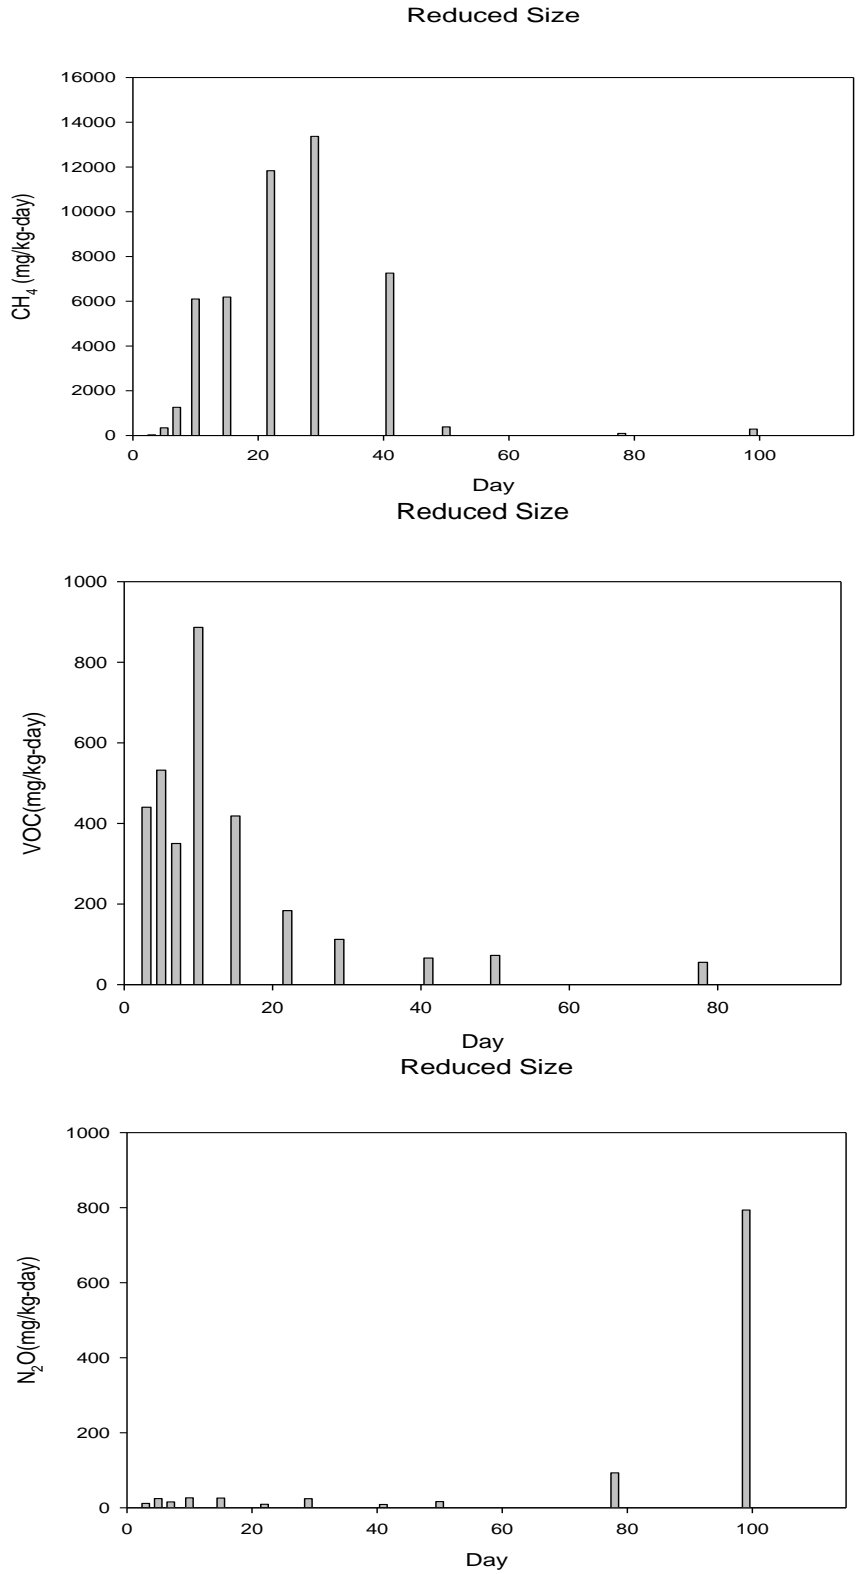 Reduced Size
16000
14000
12000
10000
8000
6000
4000
2000
0
CH₄ (mg/kg-day)
0 20 40 60 80 100
Day
Reduced Size
1000
800
600
400
200
0
VOC(mg/kg-day)
0 20 40 60 80
Day
Reduced Size
1000
800
600
400
200
0
N₂O(mg/kg-day)
0 20 40 60 80 100
Day